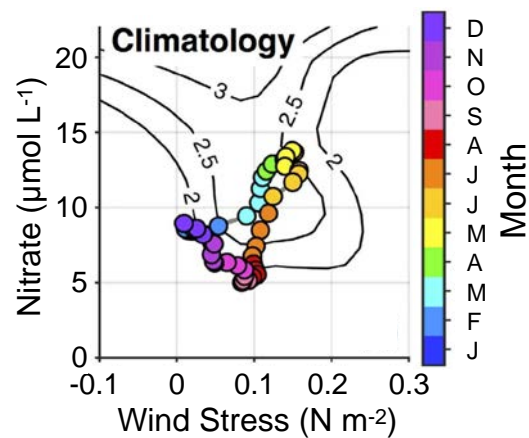 Climatology
Nitrate (µmol L-1)
20
15
10
5
0
-0.1
0
0.1
0.2
0.3
Wind Stress (N m-2)
3
2.5
2.5
2
2
D
N
O
S
A
J
J
M
A
M
F
J
Month